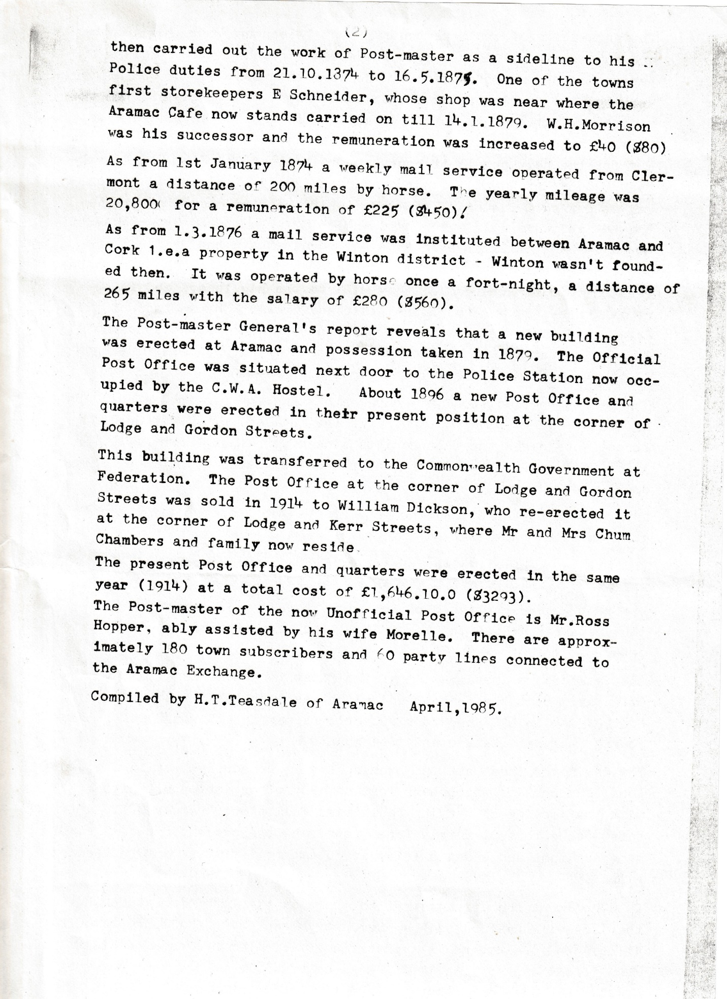 (2)
then carried out the work of Post-master as a sideline to his ..
Police duties from 21.10.1874 to 16.5.1875. One of the towns
first storekeepers E Schneider, whose shop was near where the
Aramac Cafe now stands carried on till 14.1.1879. W.H.Morrison
was his successor and the remuneration was increased to £40 ($80)
As from 1st January 1874 a weekly mail service operated from Cler-
mont a distance of 200 miles by horse. The yearly mileage was
20,800 for a remuneration of £225 ($450)!
As from 1.3.1876 a mail service was instituted between Aramac and
Cork 1.e.a property in the Winton district - Winton wasn't found-
ed then. It was operated by horse once a fort-night, a distance of
265 miles with the salary of £280 ($560).
The Post-master General's report reveals that a new building
was erected at Aramac and possession taken in 1879. The Official
Post Office was situated next door to the Police Station now occ-
upied by the C.W.A. Hostel. About 1896 a new Post Office and
quarters were erected in their present position at the corner of
Lodge and Gordon Streets.
This building was transferred to the Commonwealth Government at
Federation. The Post Office at the corner of Lodge and Gordon
Streets was sold in 1914 to William Dickson, who re-erected it
at the corner of Lodge and Kerr Streets, where Mr and Mrs Chum
Chambers and family now reside.
The present Post Office and quarters were erected in the same
year (1914) at a total cost of £1,646.10.0 ($3293).
The Post-master of the now Unofficial Post Office is Mr.Ross
Hopper, ably assisted by his wife Morelle. There are approx-
imately 180 town subscribers and 60 party lines connected to
the Aramac Exchange.
Compiled by H.T.Teasdale of Aramac April,1985.